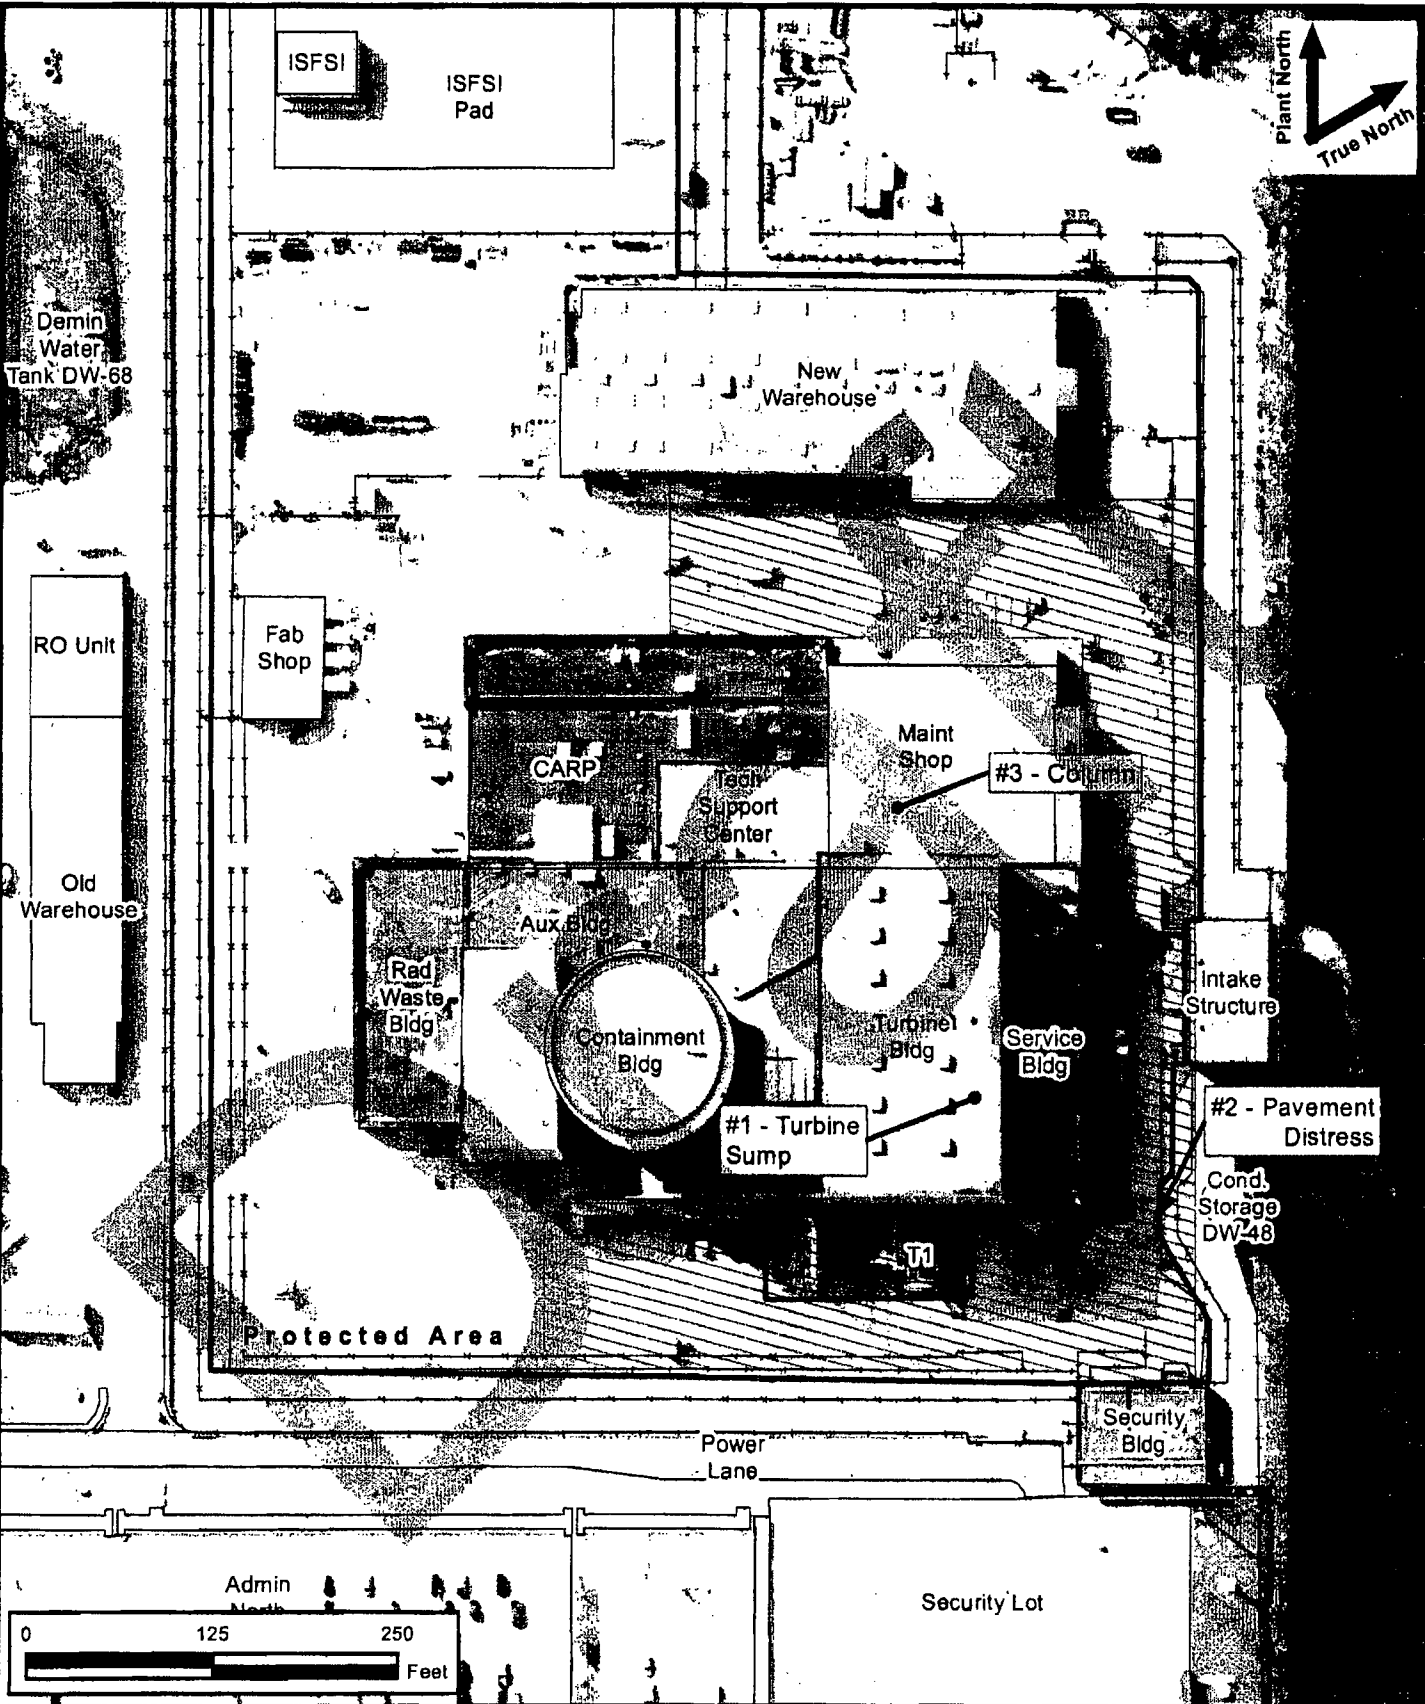 ISFSI
ISFSI
Pad
Plant North
True North
Demin
Water
Tank DW-68
New
Warehouse
RO Unit
Fab
Shop
Maint
Shop
#3 - Column
CARP
Tech
Support
Center
Old
Warehouse
Aux Bldg
Rad
Waste
Bldg
Intake
Structure
Containment
Bldg
Turbine
Bldg
Service
Bldg
#1 - Turbine
Sump
#2 - Pavement
Distress
Cond.
Storage
DW-48
T1
Protected Area
Security
Bldg
Power
Lane
Admin
North
Security Lot
0 125 250
Feet